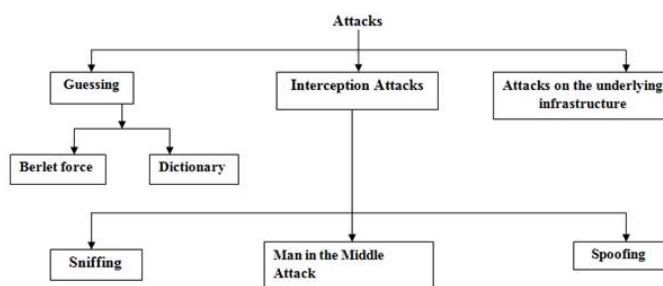 Attacks
Guessing
Interception Attacks
Attacks on the underlying
infrastructure
Berlet force
Dictionary
Sniffing
Man in the Middle
Attack
Spoofing